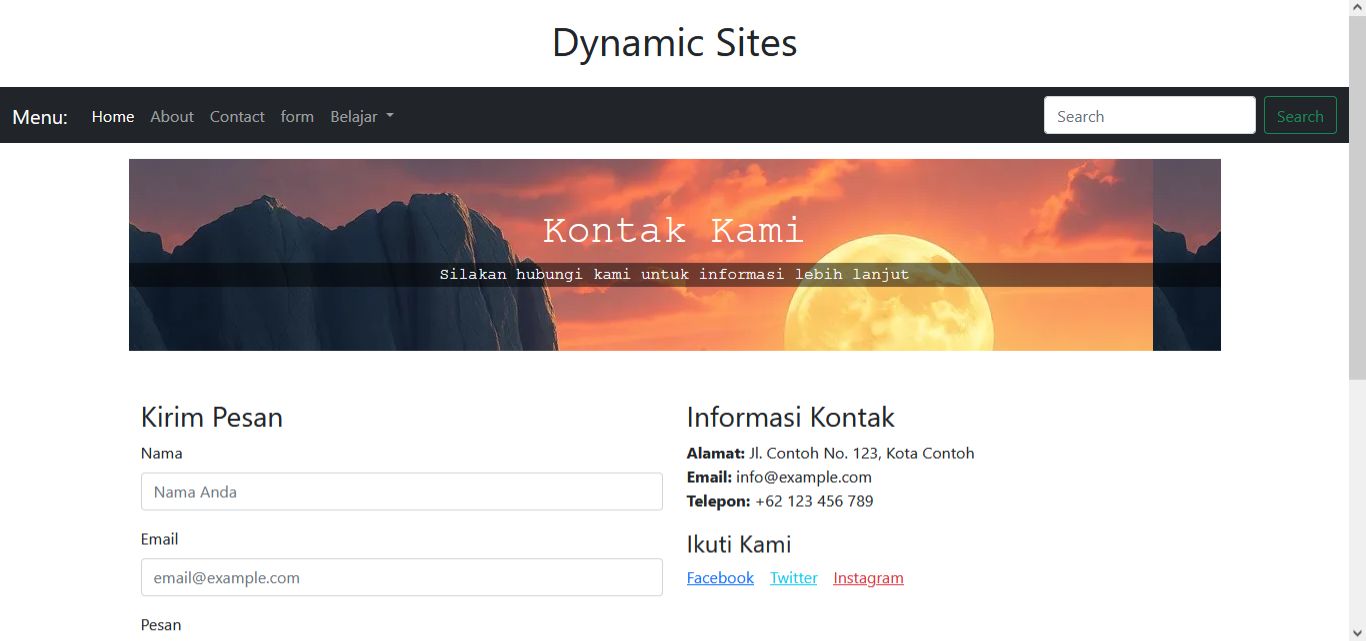 Dynamic Sites
Menu: Home About Contact form Belajar Search Search
Kontak Kami
Silakan hubungi kami untuk informasi lebih lanjut
Kirim Pesan
Nama
Nama Anda
Email
email@example.com
Pesan
Informasi Kontak
Alamat: Jl. Contoh No. 123, Kota Contoh
Email: info@example.com
Telepon: +62 123 456 789
Ikuti Kami
Facebook Twitter Instagram